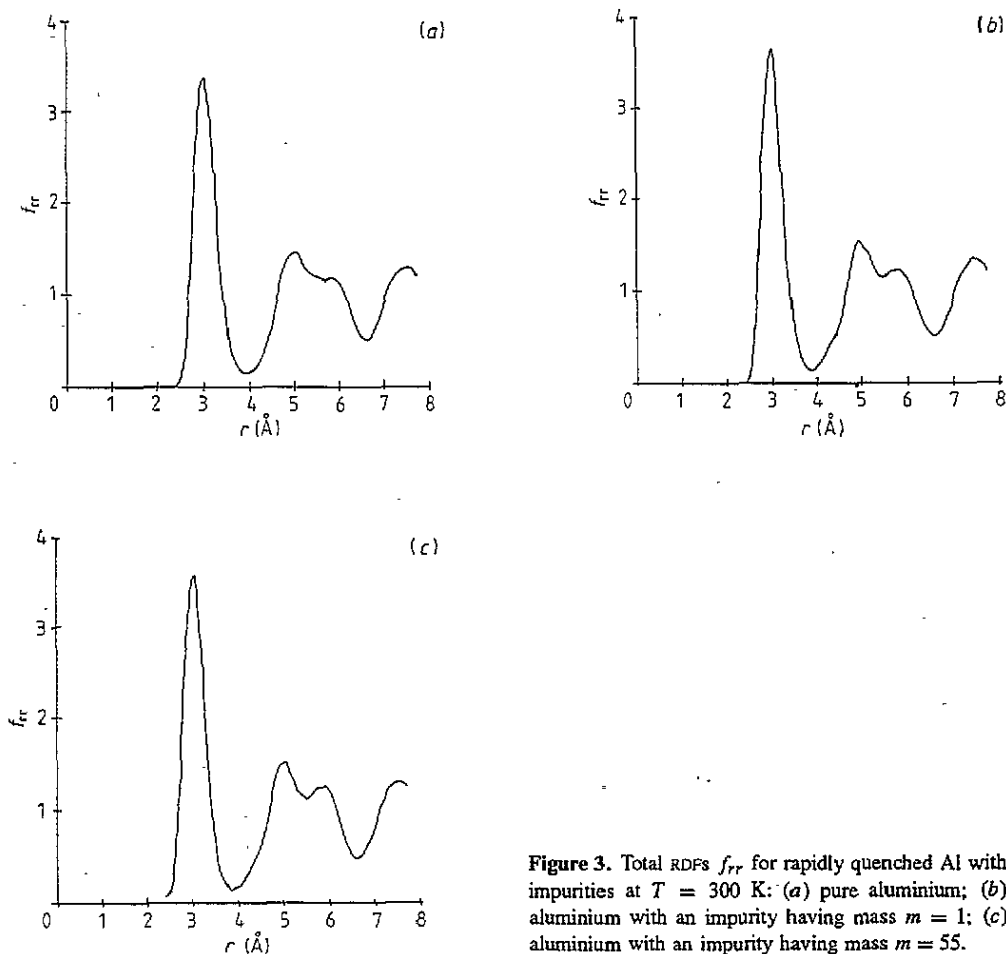 (a)
4
3
2
1
f_rr
0 1 2 3 4 5 6 7 8
r (Å)
(b)
4
3
2
1
f_rr
0 1 2 3 4 5 6 7 8
r (Å)
(c)
4
3
2
1
f_rr
0 1 2 3 4 5 6 7 8
r (Å)
Figure 3. Total RDFs f_rr for rapidly quenched Al with
impurities at T = 300 K: (a) pure aluminium; (b)
aluminium with an impurity having mass m = 1; (c)
aluminium with an impurity having mass m = 55.